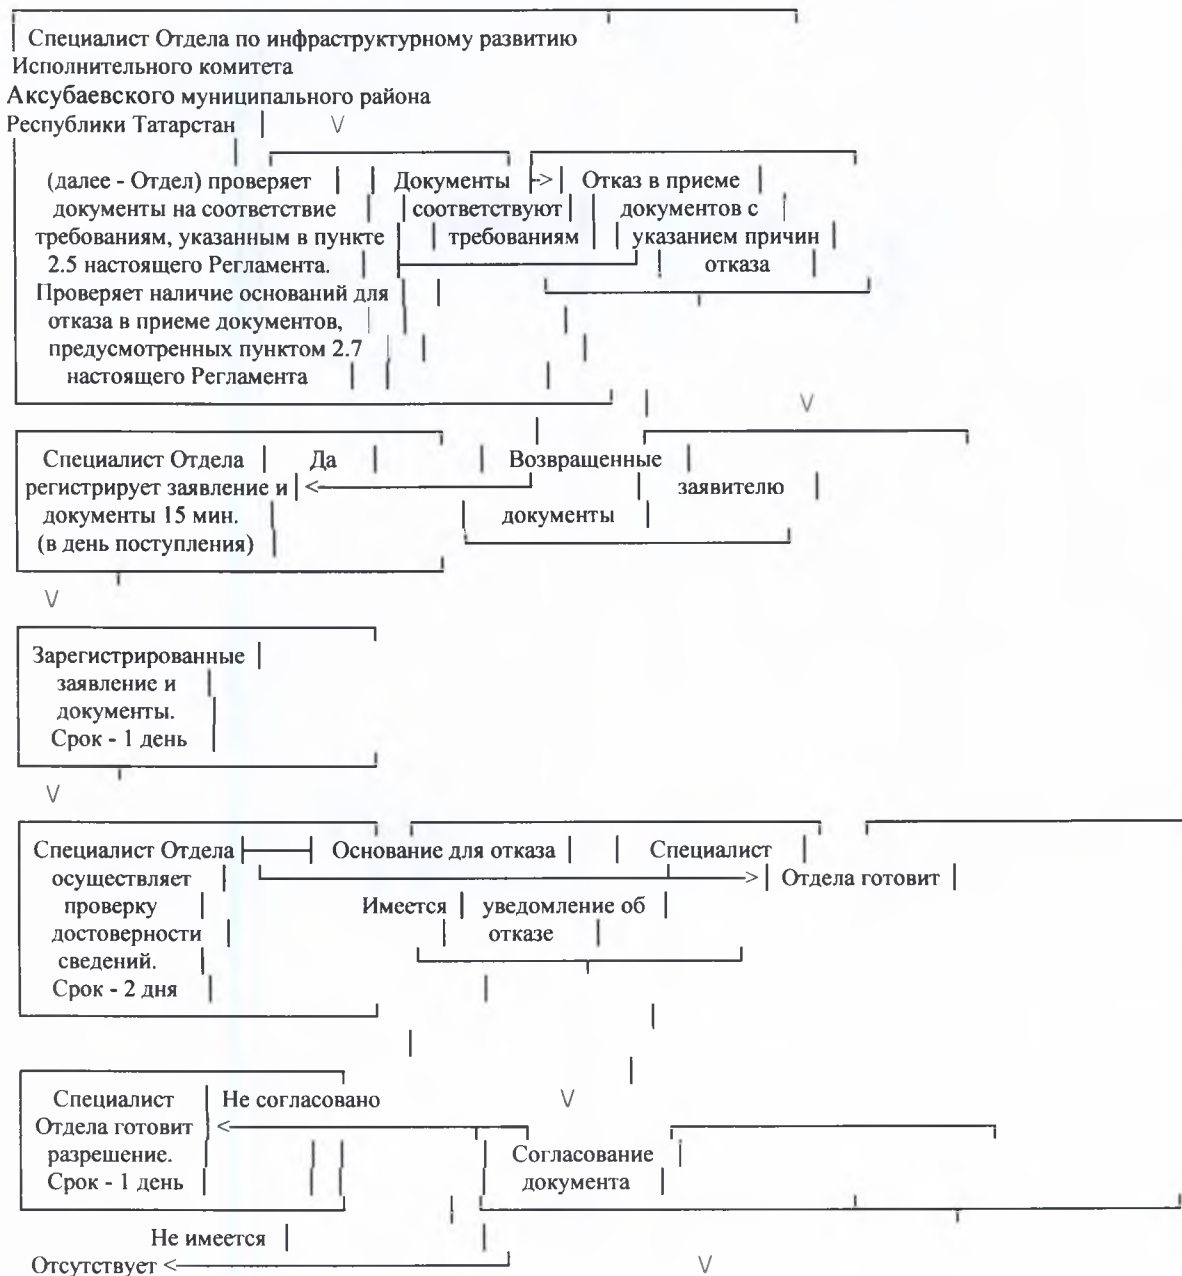 Специалист Отдела по инфраструктурному развитию
Исполнительного комитета
Аксубаевского муниципального района
Республики Татарстан V
(далее - Отдел) проверяет Документы -> Отказ в приеме
документы на соответствие соответствуют документов с
требованиям, указанным в пункте требованиям указанием причин
2.5 настоящего Регламента. отказа
Проверяет наличие оснований для
отказа в приеме документов,
предусмотренных пунктом 2.7
настоящего Регламента
V
Специалист Отдела Да Возвращенные
регистрирует заявление и < заявителю
документы 15 мин. документы
(в день поступления)
V
Зарегистрированные
заявление и
документы.
Срок - 1 день
V
Специалист Отдела Основание для отказа Специалист
осуществляет > Отдела готовит
проверку Имеется уведомление об
достоверности отказе
сведений.
Срок - 2 дня
Специалист Не согласовано V
Отдела готовит <
разрешение. Согласование
Срок - 1 день документа
Не имеется
Отсутствует < V